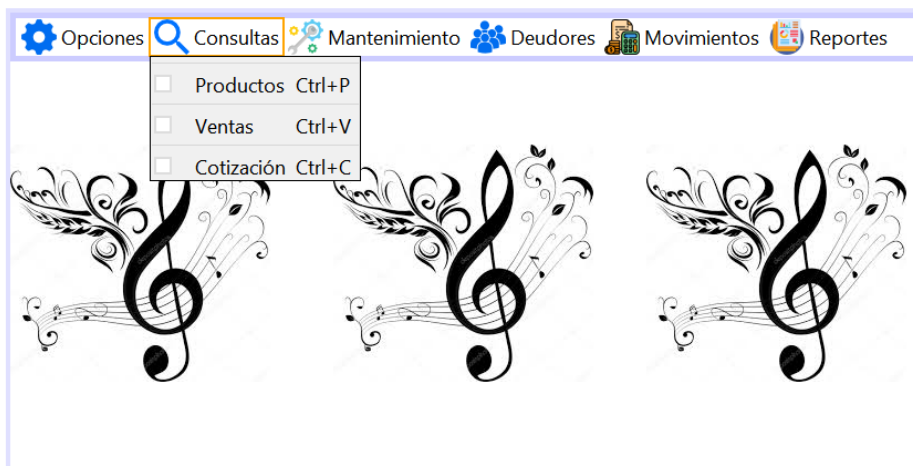 Opciones Consultas Mantenimiento Deudores Movimientos Reportes
Productos Ctrl+P
Ventas Ctrl+V
Cotización Ctrl+C